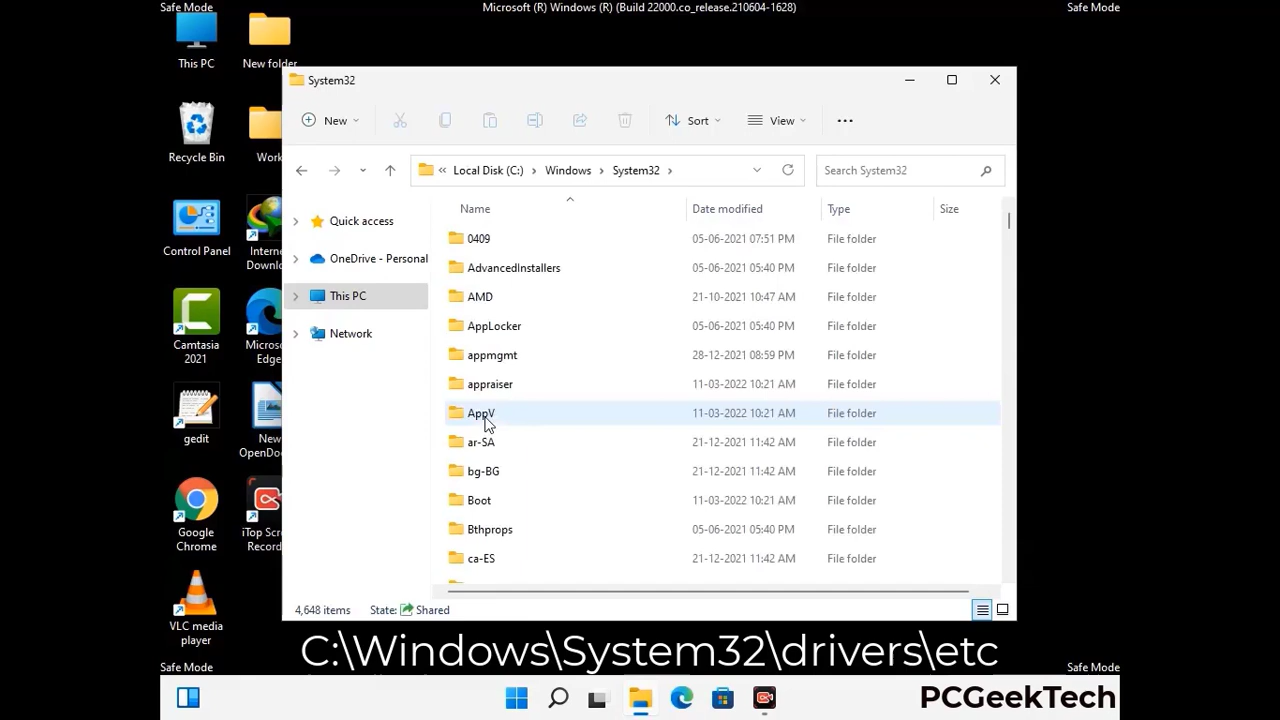 Safe Mode
Microsoft (R) Windows (R) (Build 22000.co_release.210604-1628)
Safe Mode
This PC
New folder
Recycle Bin
Work
Control Panel
Intern
Downlo
Camtasia
2021
Micros
Edge
gedit
New
OpenDo
Google
Chrome
iTop Scre
Record
VLC media
player
System32
New
Sort
View
Local Disk (C:)
Windows
System32
Search System32
Quick access
OneDrive - Personal
This PC
Network
Name Date modified Type Size
0409 05-06-2021 07:51 PM File folder
AdvancedInstallers 05-06-2021 05:40 PM File folder
AMD 21-10-2021 10:47 AM File folder
AppLocker 05-06-2021 05:40 PM File folder
appmgmt 28-12-2021 08:59 PM File folder
appraiser 11-03-2022 10:21 AM File folder
AppV 11-03-2022 10:21 AM File folder
ar-SA 21-12-2021 11:42 AM File folder
bg-BG 21-12-2021 11:42 AM File folder
Boot 11-03-2022 10:21 AM File folder
Bthprops 05-06-2021 05:40 PM File folder
ca-ES 21-12-2021 11:42 AM File folder
4,648 items State: Shared
C:\Windows\System32\drivers\etc
Safe Mode
Safe Mode
PCGeekTech